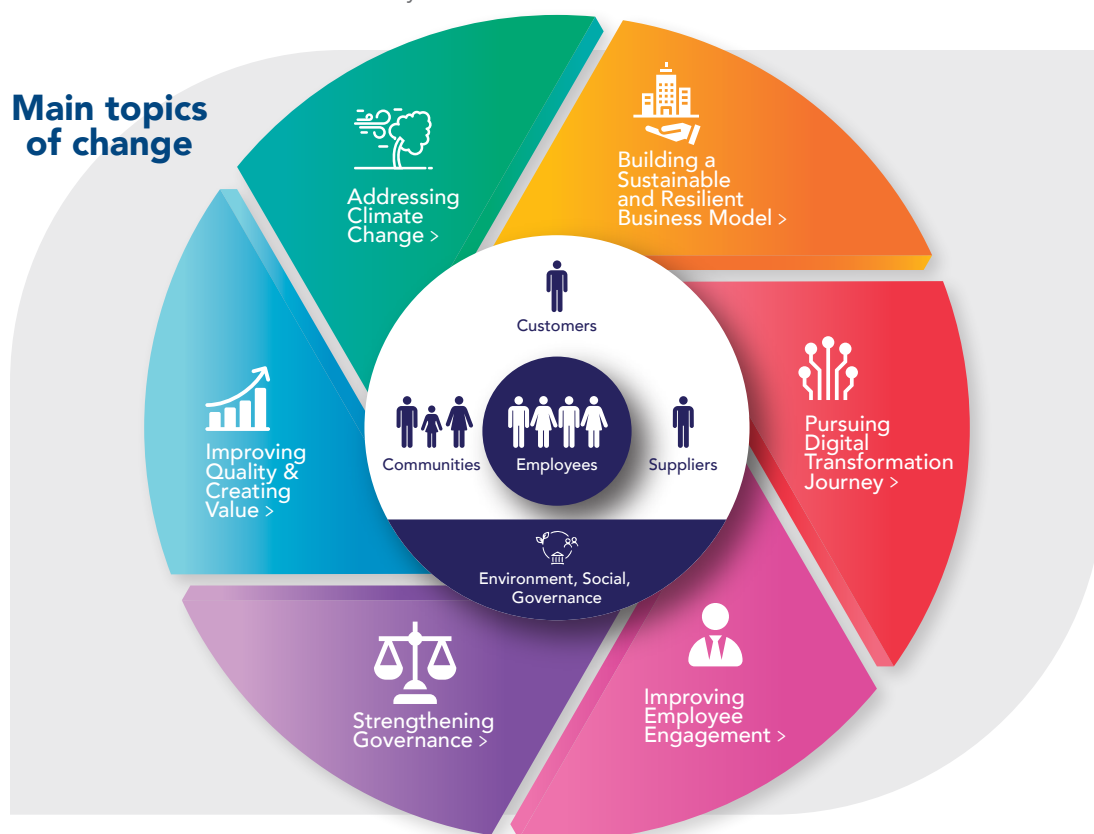 Main topics
of change
Addressing
Climate
Change >
Building a
Sustainable
and Resilient
Business Model >
Customers
Communities
Employees
Suppliers
Environment, Social,
Governance
Pursuing
Digital
Transformation
Journey >
Improving
Quality &
Creating
Value >
Strengthening
Governance >
Improving
Employee
Engagement >